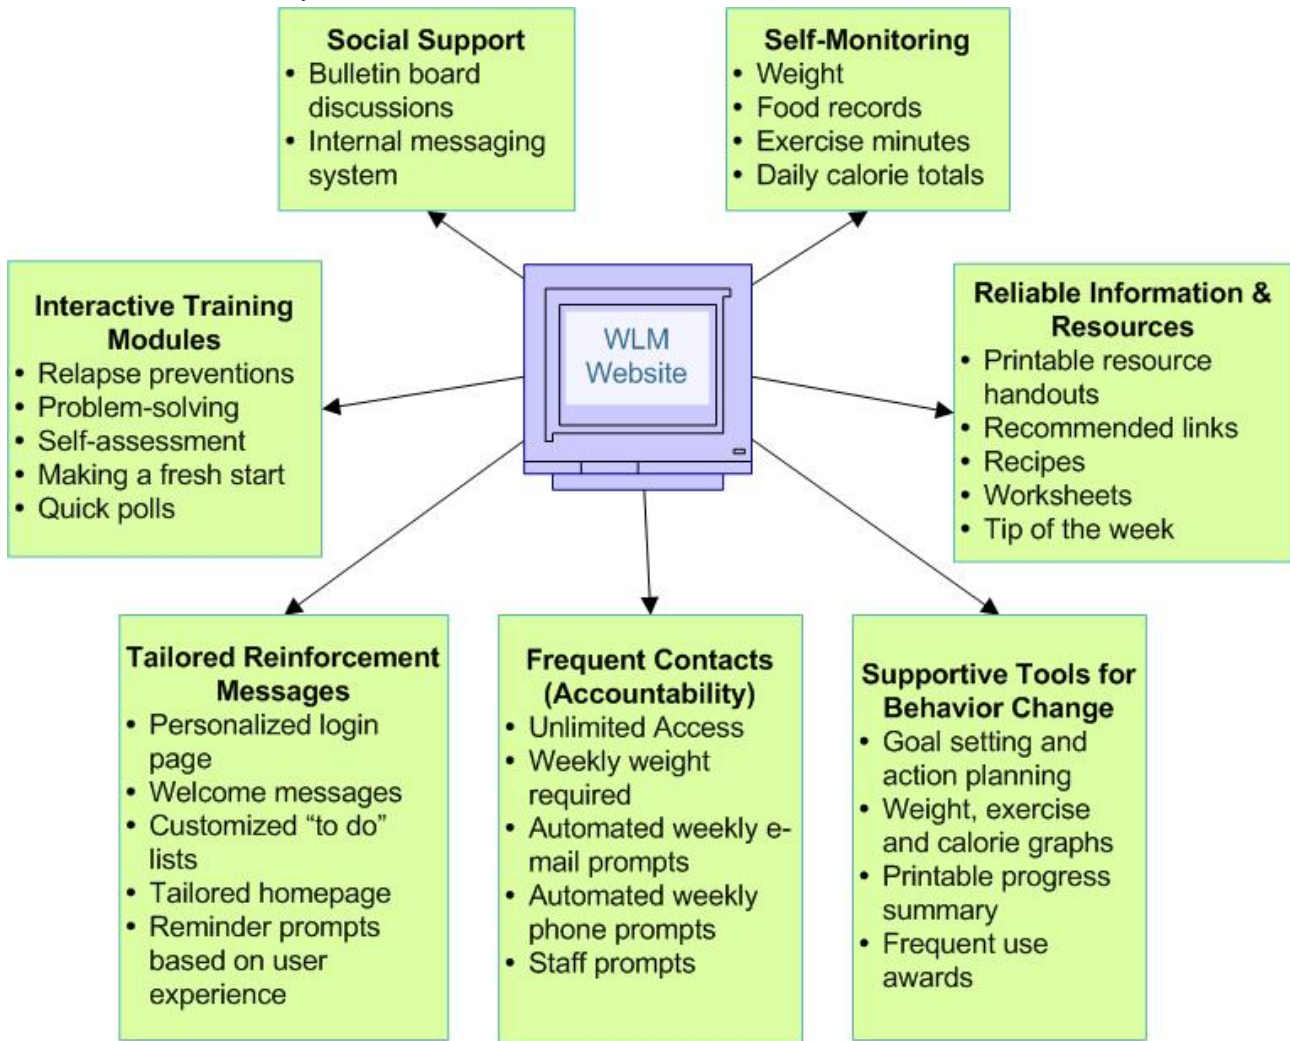 Social Support
• Bulletin board
discussions
• Internal messaging
system
Self-Monitoring
• Weight
• Food records
• Exercise minutes
• Daily calorie totals
Interactive Training
Modules
• Relapse preventions
• Problem-solving
• Self-assessment
• Making a fresh start
• Quick polls
WLM
Website
Reliable Information &
Resources
• Printable resource
handouts
• Recommended links
• Recipes
• Worksheets
• Tip of the week
Tailored Reinforcement
Messages
• Personalized login
page
• Welcome messages
• Customized “to do”
lists
• Tailored homepage
• Reminder prompts
based on user
experience
Frequent Contacts
(Accountability)
• Unlimited Access
• Weekly weight
required
• Automated weekly e-
mail prompts
• Automated weekly
phone prompts
• Staff prompts
Supportive Tools for
Behavior Change
• Goal setting and
action planning
• Weight, exercise
and calorie graphs
• Printable progress
summary
• Frequent use
awards